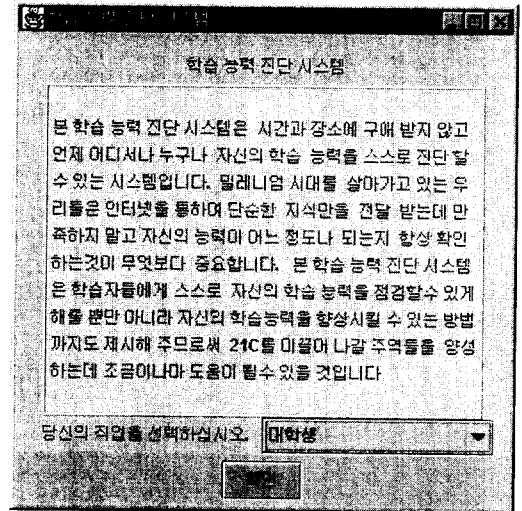 학습 능력 진단 시스템
본 학습 능력 진단 시스템은 시간과 장소에 구애 받지 않고
언제 어디서나 누구나 자신의 학습 능력을 스스로 진단 할
수 있는 시스템입니다. 밀레니엄 시대를 살아가고 있는 우
리들은 인터넷을 통하여 단순한 지식만을 전달 받는데 만
족하지 말고 자신의 능력이 어느 정도나 되는지 항상 확인
하는것이 무엇보다 중요합니다. 본 학습 능력 진단 시스템
은 학습자들에게 스스로 자신의 학습 능력을 점검할수 있게
해줄 뿐만 아니라 자신의 학습능력을 향상시킬 수 있는 방법
까지도 제시해 주므로써 21C를 이끌어 나갈 주역들을 양성
하는데 조금이나마 도움이 될수 있을 것입니다
당신의 직업을 선택하십시오. 대학생